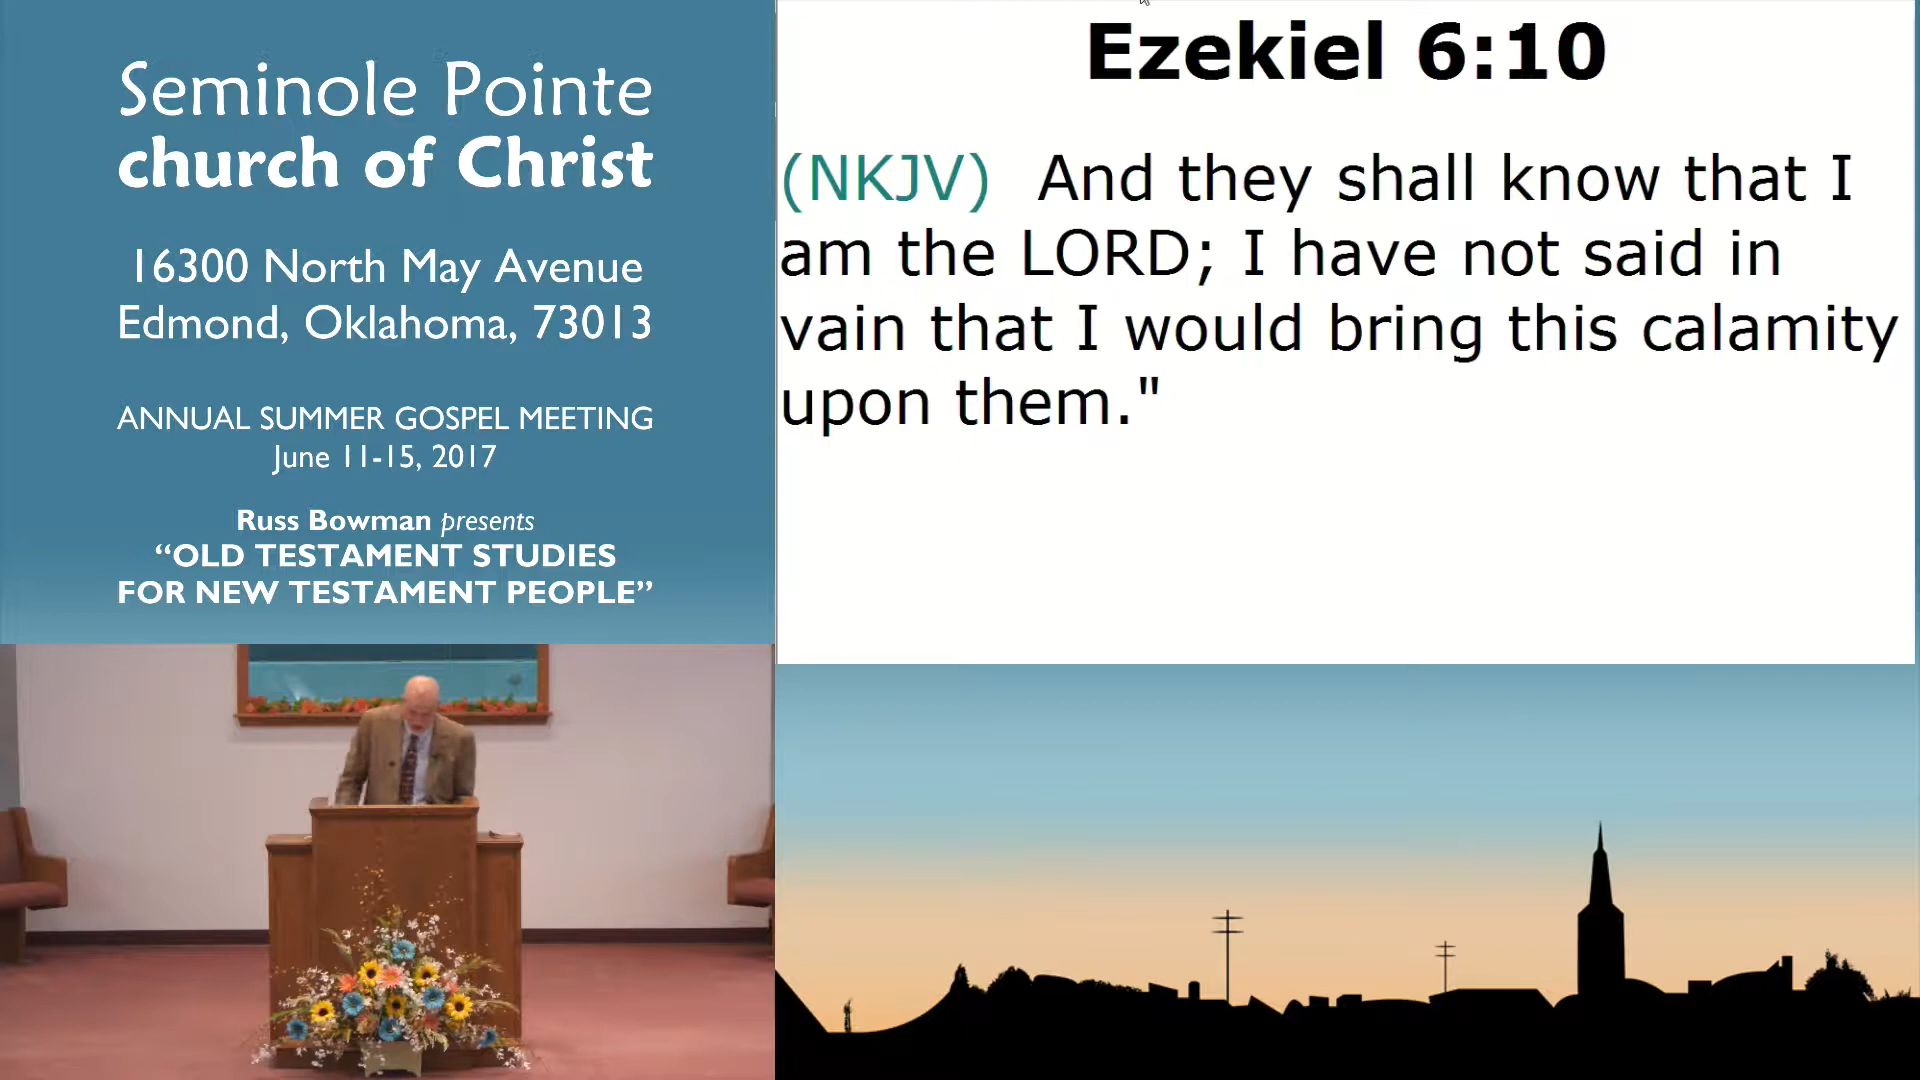 Seminole Pointe
church of Christ
16300 North May Avenue
Edmond, Oklahoma, 73013
ANNUAL SUMMER GOSPEL MEETING
June 11-15, 2017
Russ Bowman presents
“OLD TESTAMENT STUDIES
FOR NEW TESTAMENT PEOPLE”
Ezekiel 6:10
(NKJV) And they shall know that I
am the LORD; I have not said in
vain that I would bring this calamity
upon them."